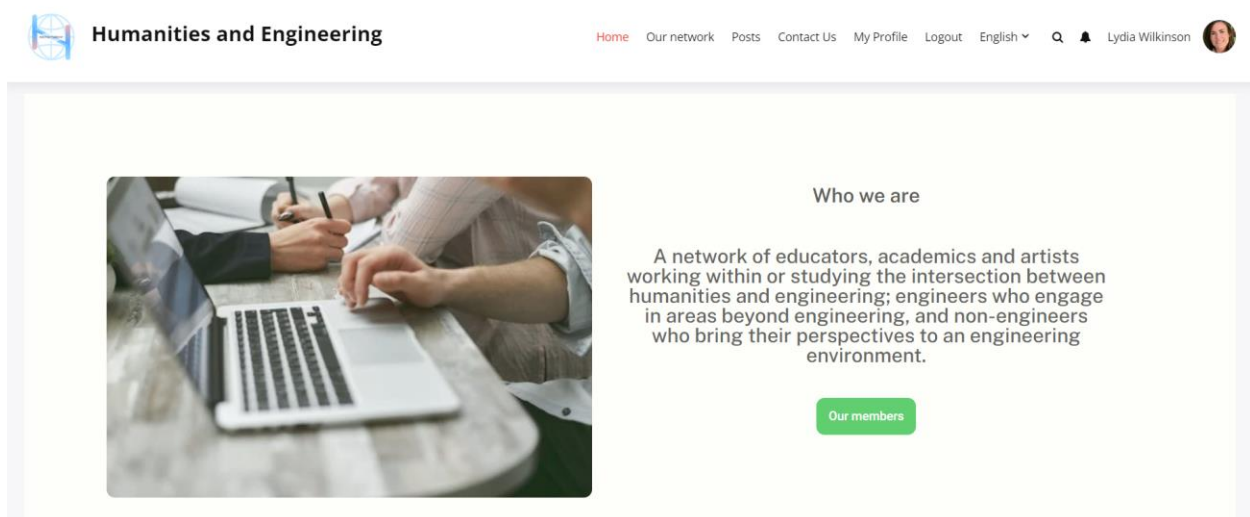 Humanities and Engineering
Home Our network Posts Contact Us My Profile Logout English Lydia Wilkinson
Who we are
A network of educators, academics and artists
working within or studying the intersection between
humanities and engineering; engineers who engage
in areas beyond engineering, and non-engineers
who bring their perspectives to an engineering
environment.
Our members